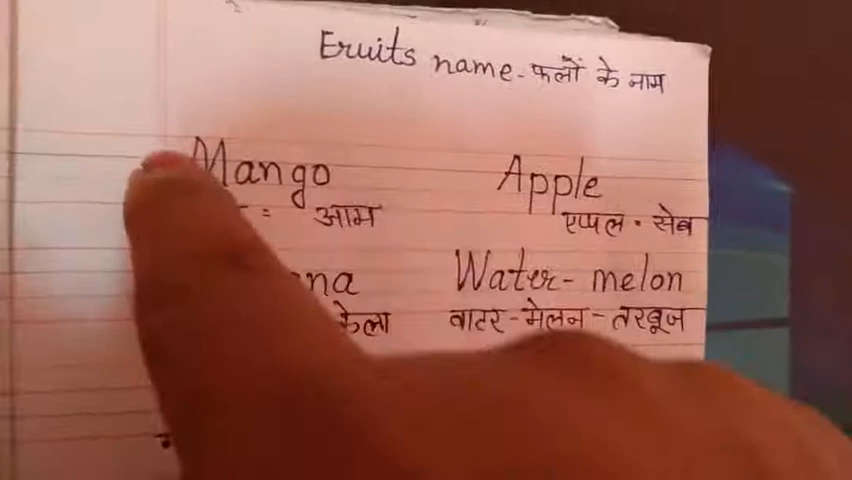 Fruits name - फलों के नाम
Mango
Apple
= आम
एप्पल - सेब
Water - melon
केला
वाटर - मेलन - तरबूज